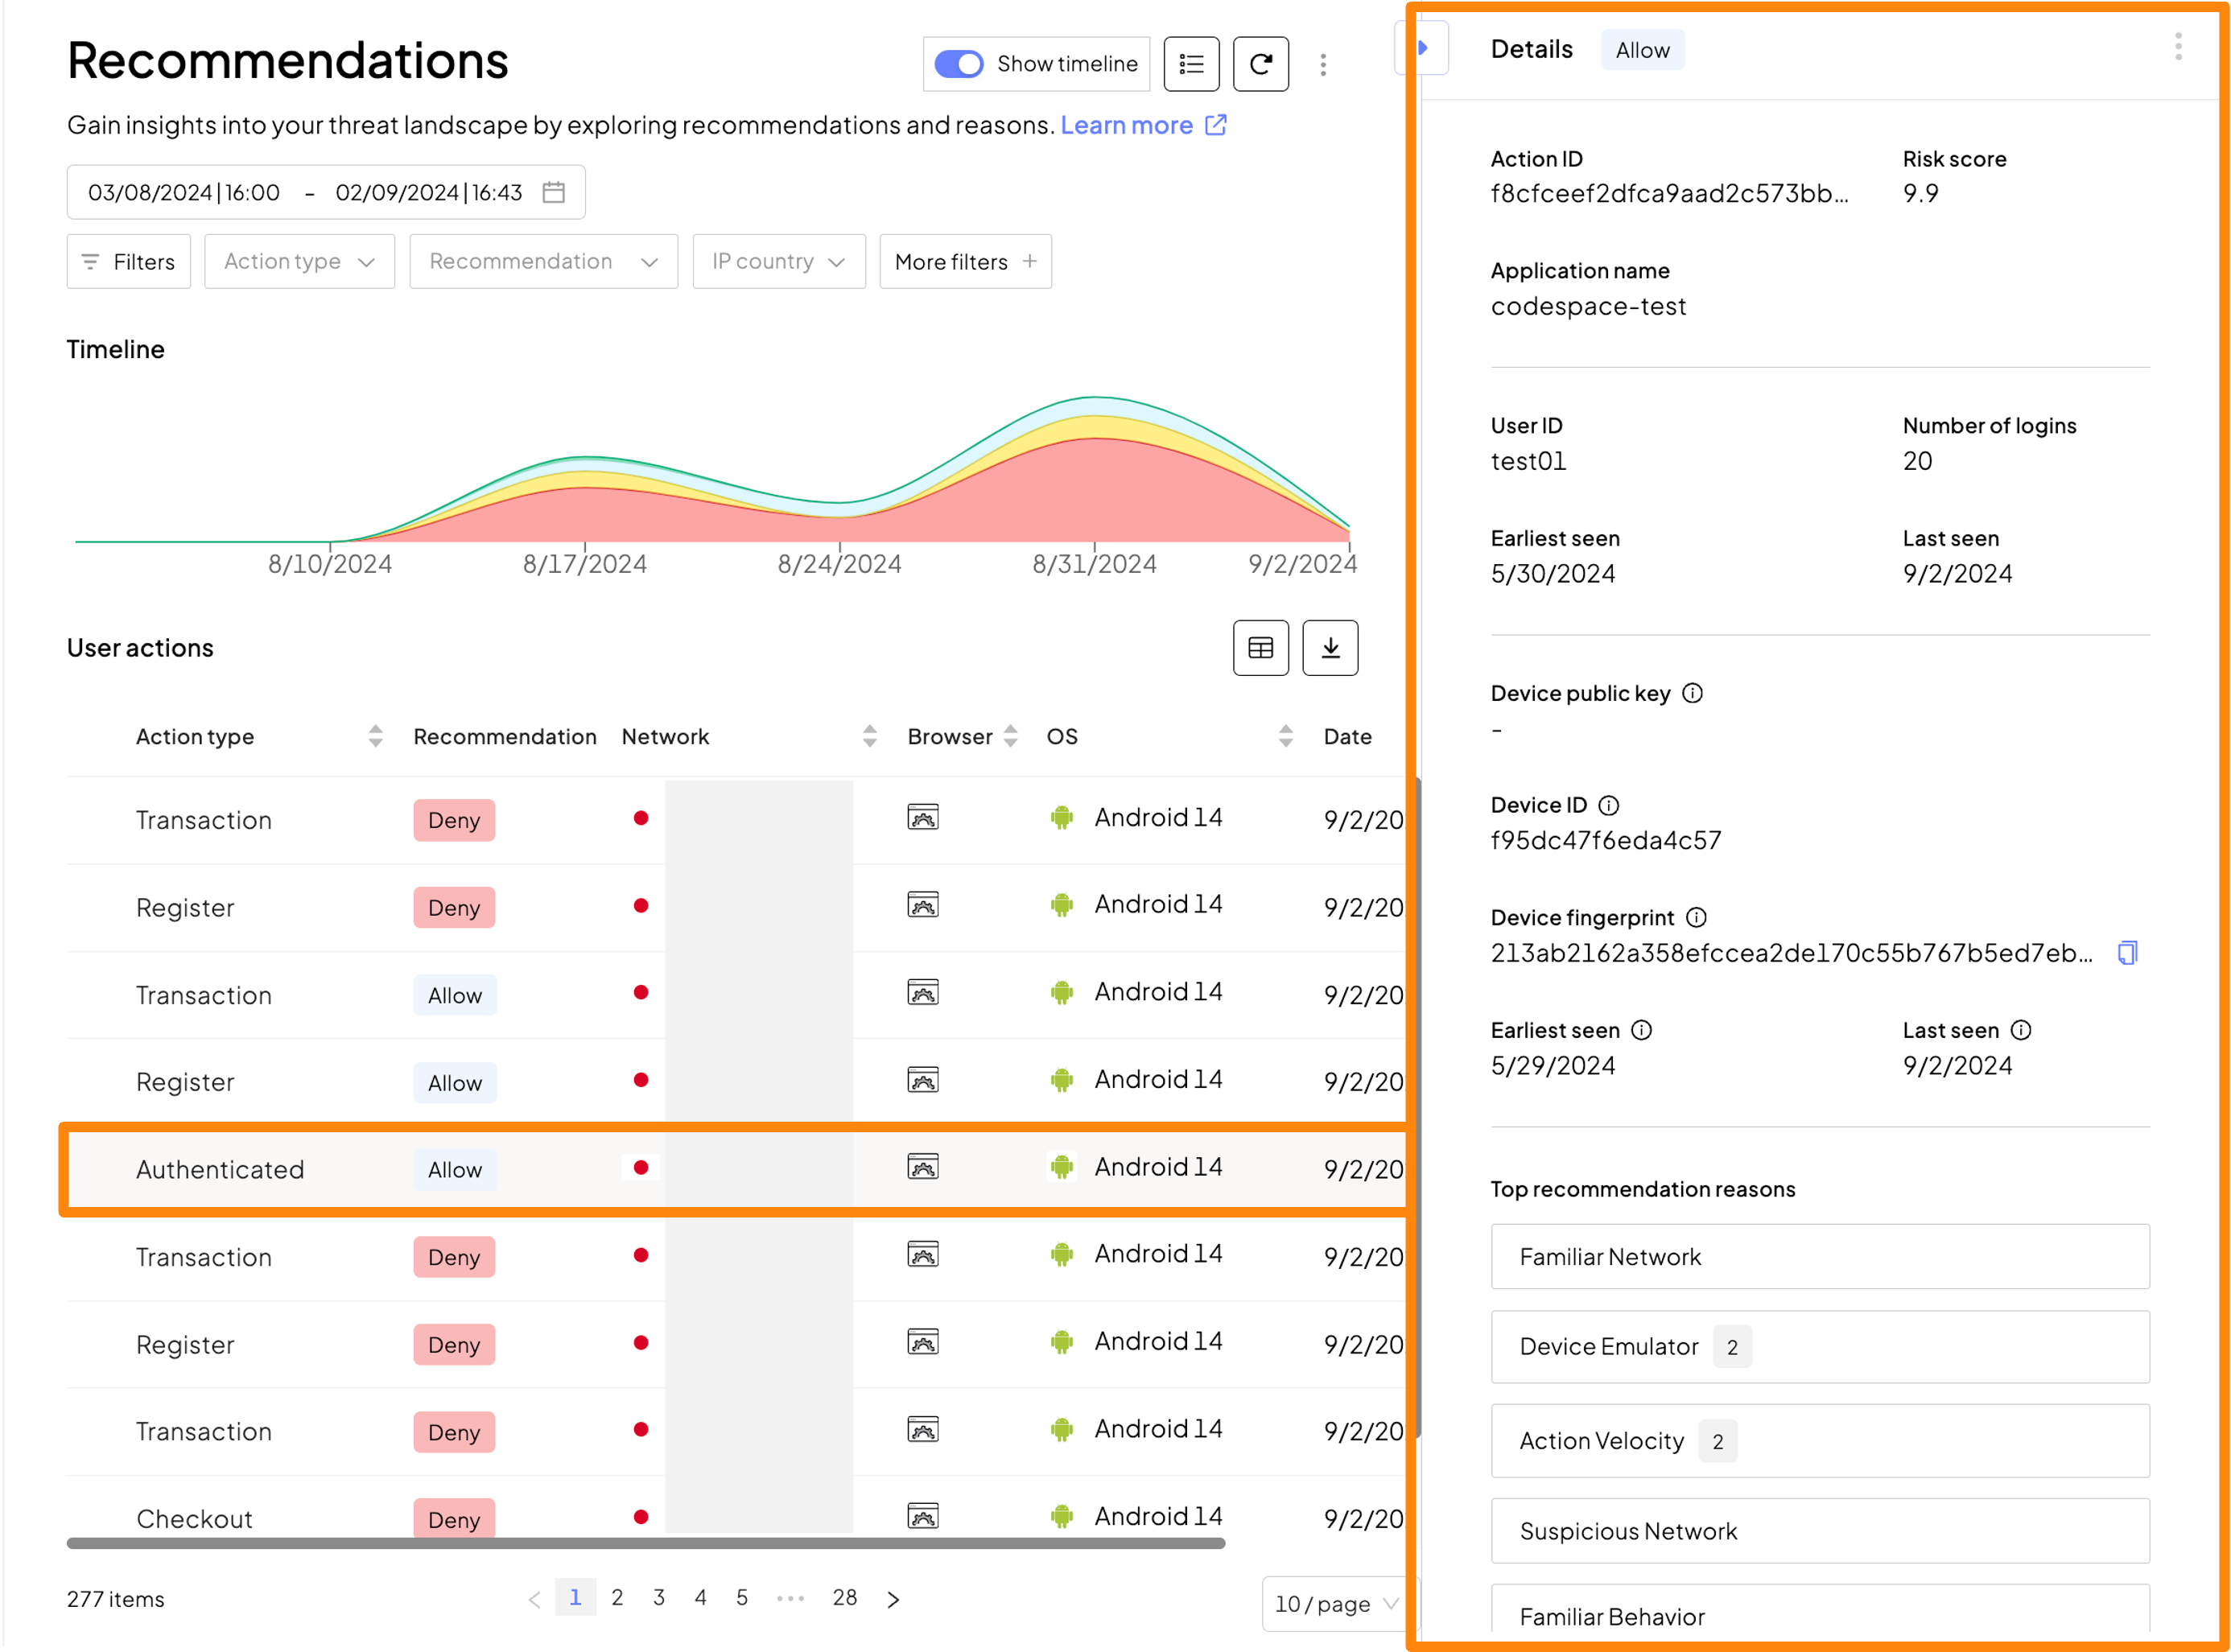 Recommendations
Show timeline
Gain insights into your threat landscape by exploring recommendations and reasons. Learn more
03/08/2024 | 16:00 - 02/09/2024 | 16:43
Filters Action type Recommendation IP country More filters +
Timeline
8/10/2024 8/17/2024 8/24/2024 8/31/2024 9/2/2024
User actions
Action type Recommendation Network Browser OS Date
Transaction Deny Android 14 9/2/20
Register Deny Android 14 9/2/20
Transaction Allow Android 14 9/2/20
Register Allow Android 14 9/2/20
Authenticated Allow Android 14 9/2/20
Transaction Deny Android 14 9/2/20
Register Deny Android 14 9/2/20
Transaction Deny Android 14 9/2/20
Checkout Deny Android 14 9/2/20
277 items < 1 2 3 4 5 ••• 28 > 10 / page
Details Allow
Action ID Risk score
f8cfceef2dfca9aad2c573bb... 9.9
Application name
codespace-test
User ID Number of logins
test01 20
Earliest seen Last seen
5/30/2024 9/2/2024
Device public key
-
Device ID
f95dc47f6eda4c57
Device fingerprint
213ab2162a358efccea2de170c55b767b5ed7eb...
Earliest seen Last seen
5/29/2024 9/2/2024
Top recommendation reasons
Familiar Network
Device Emulator 2
Action Velocity 2
Suspicious Network
Familiar Behavior